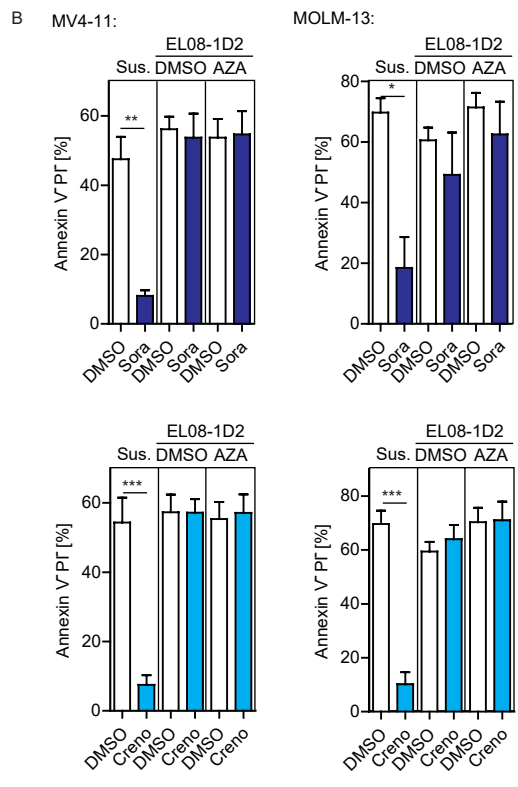 B
MV4-11:
MOLM-13:
EL08-1D2
Sus. DMSO AZA
Annexin V⁻ PI⁻ [%]
60
40
20
0
**
DMSO Sora DMSO Sora DMSO Sora
EL08-1D2
Sus. DMSO AZA
Annexin V⁻ PI⁻ [%]
80
60
40
20
0
*
DMSO Sora DMSO Sora DMSO Sora
EL08-1D2
Sus. DMSO AZA
Annexin V⁻ PI⁻ [%]
60
40
20
0
***
DMSO Creno DMSO Creno DMSO Creno
EL08-1D2
Sus. DMSO AZA
Annexin V⁻ PI⁻ [%]
80
60
40
20
0
***
DMSO Creno DMSO Creno DMSO Creno